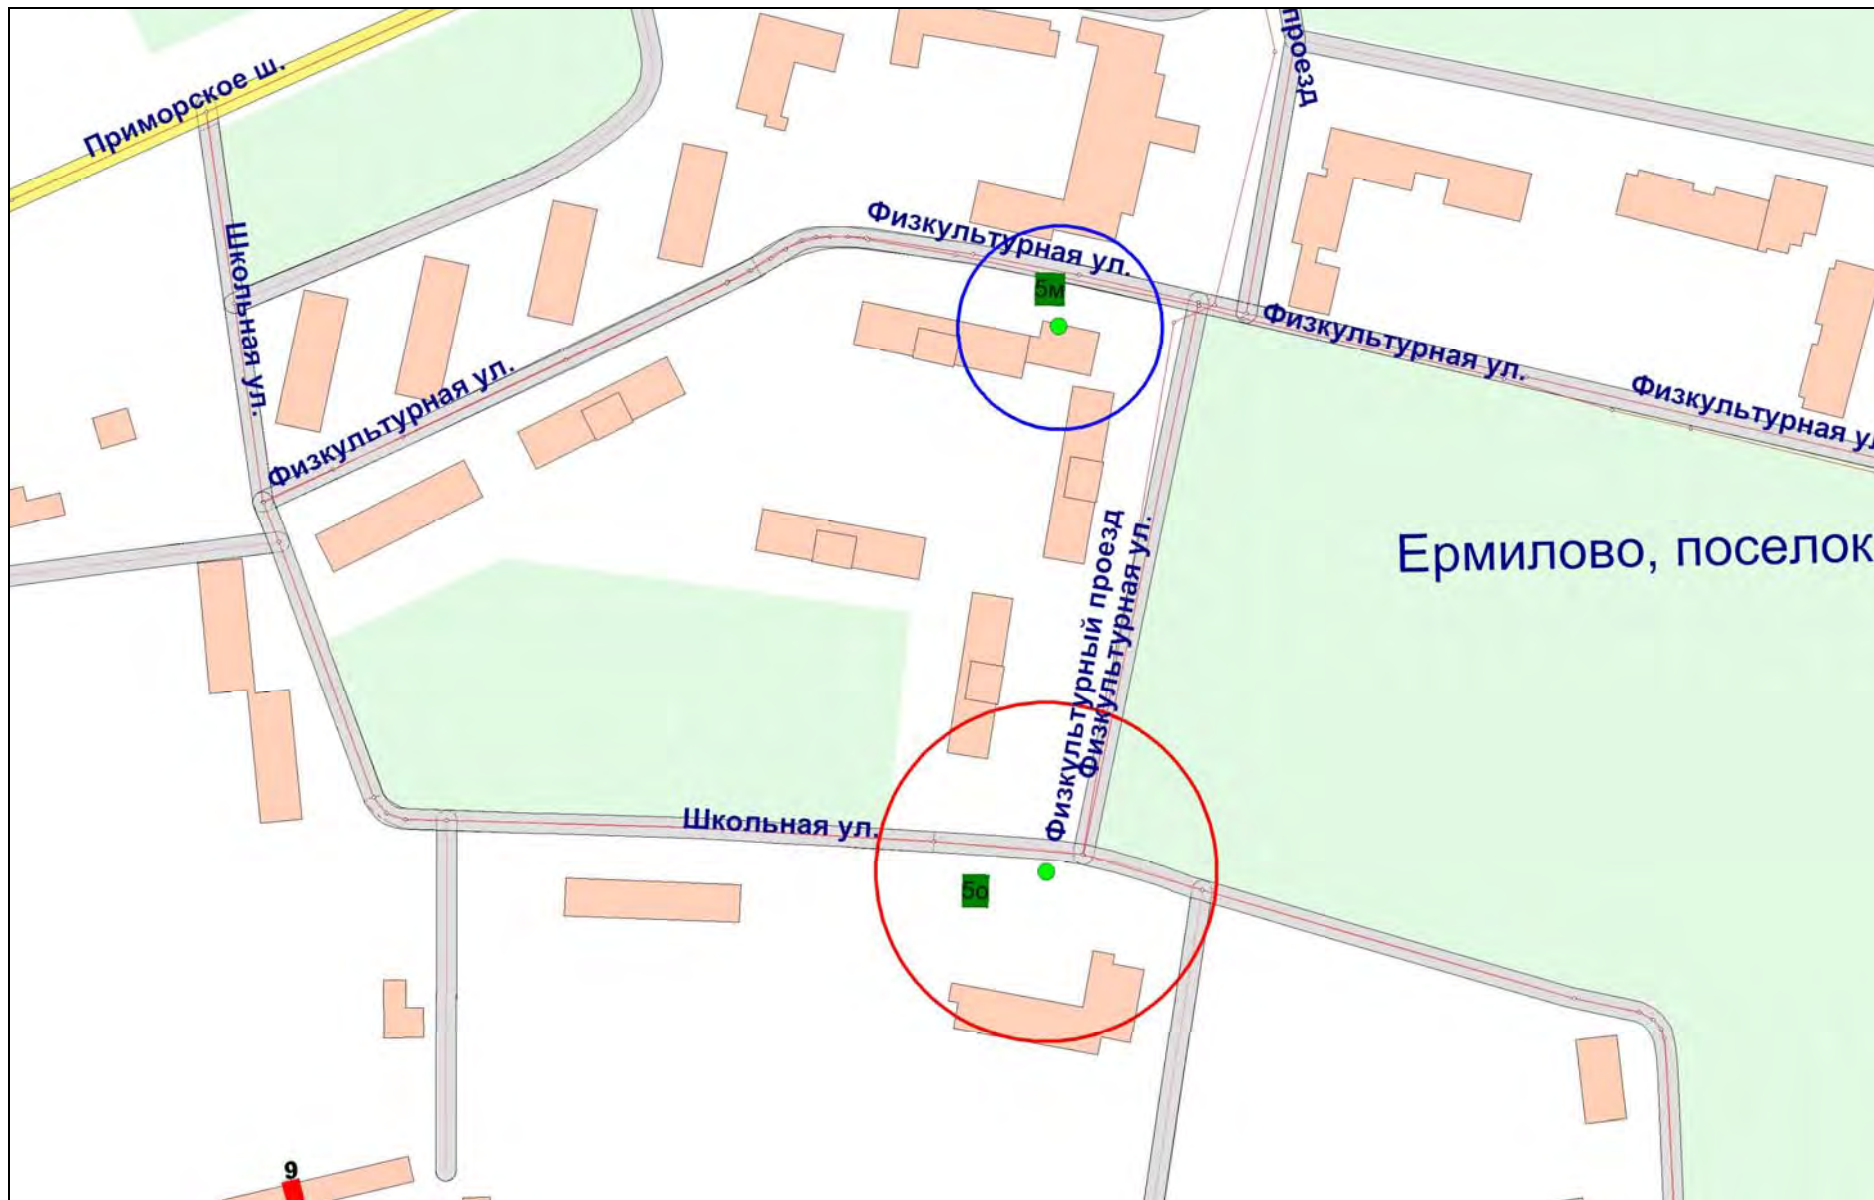 проезд
Приморское ш.
Физкультурная ул.
Школьная ул.
5м
Физкультурная ул.
Физкультурная ул.
Физкультурная ул
Ермилово, поселок
Физкультурный проезд
Физкультурная ул.
Школьная ул.
5о
9